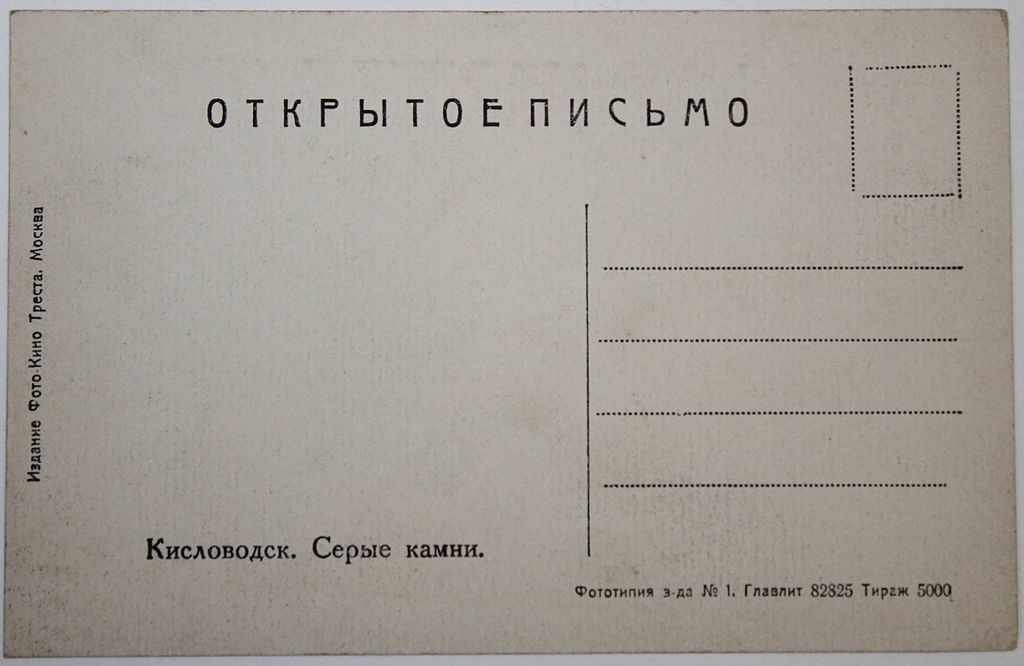 ОТКРЫТОЕ ПИСЬМО
Издание Фото-Кино Треста. Москва
Кисловодск. Серые камни.
Фототипия з-да № 1. Главлит 82825 Тираж 5000